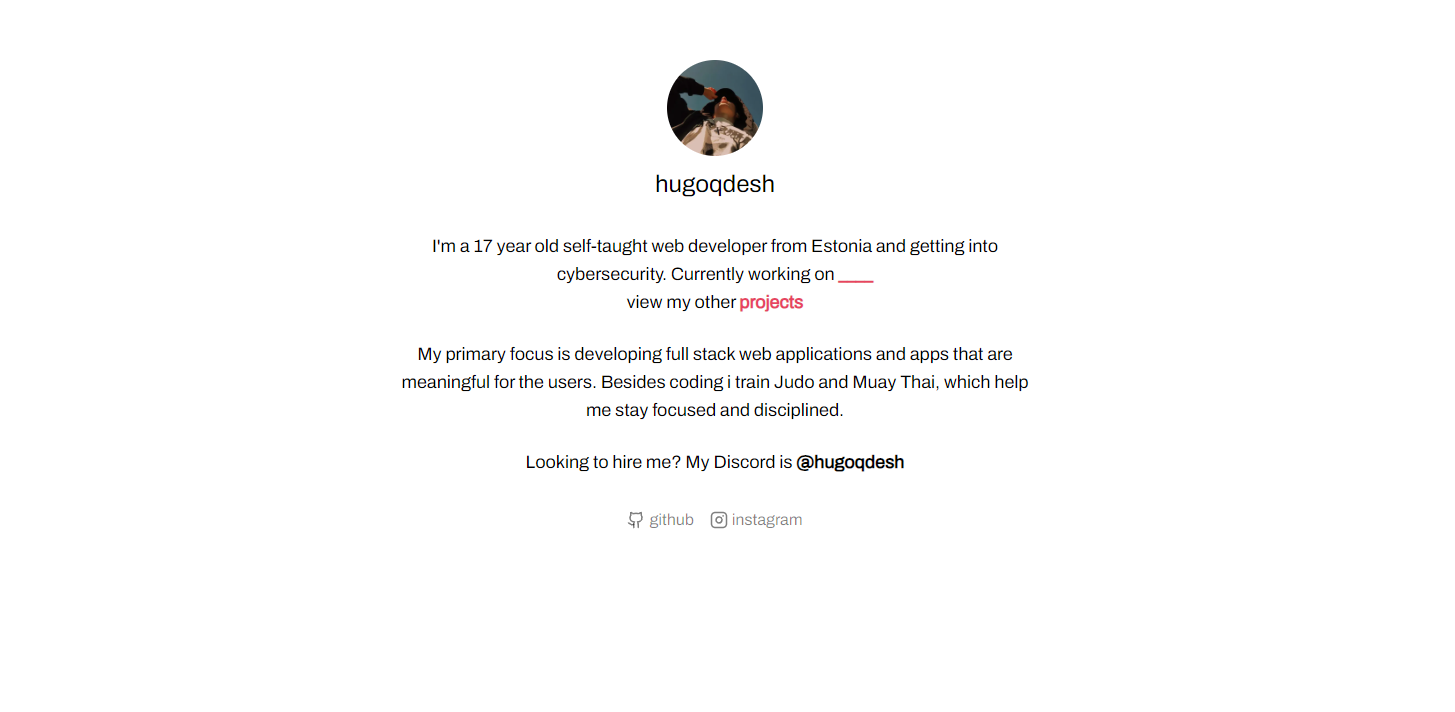 hugoqdesh
I'm a 17 year old self-taught web developer from Estonia and getting into
cybersecurity. Currently working on ____
view my other projects
My primary focus is developing full stack web applications and apps that are
meaningful for the users. Besides coding i train Judo and Muay Thai, which help
me stay focused and disciplined.
Looking to hire me? My Discord is @hugoqdesh
github instagram